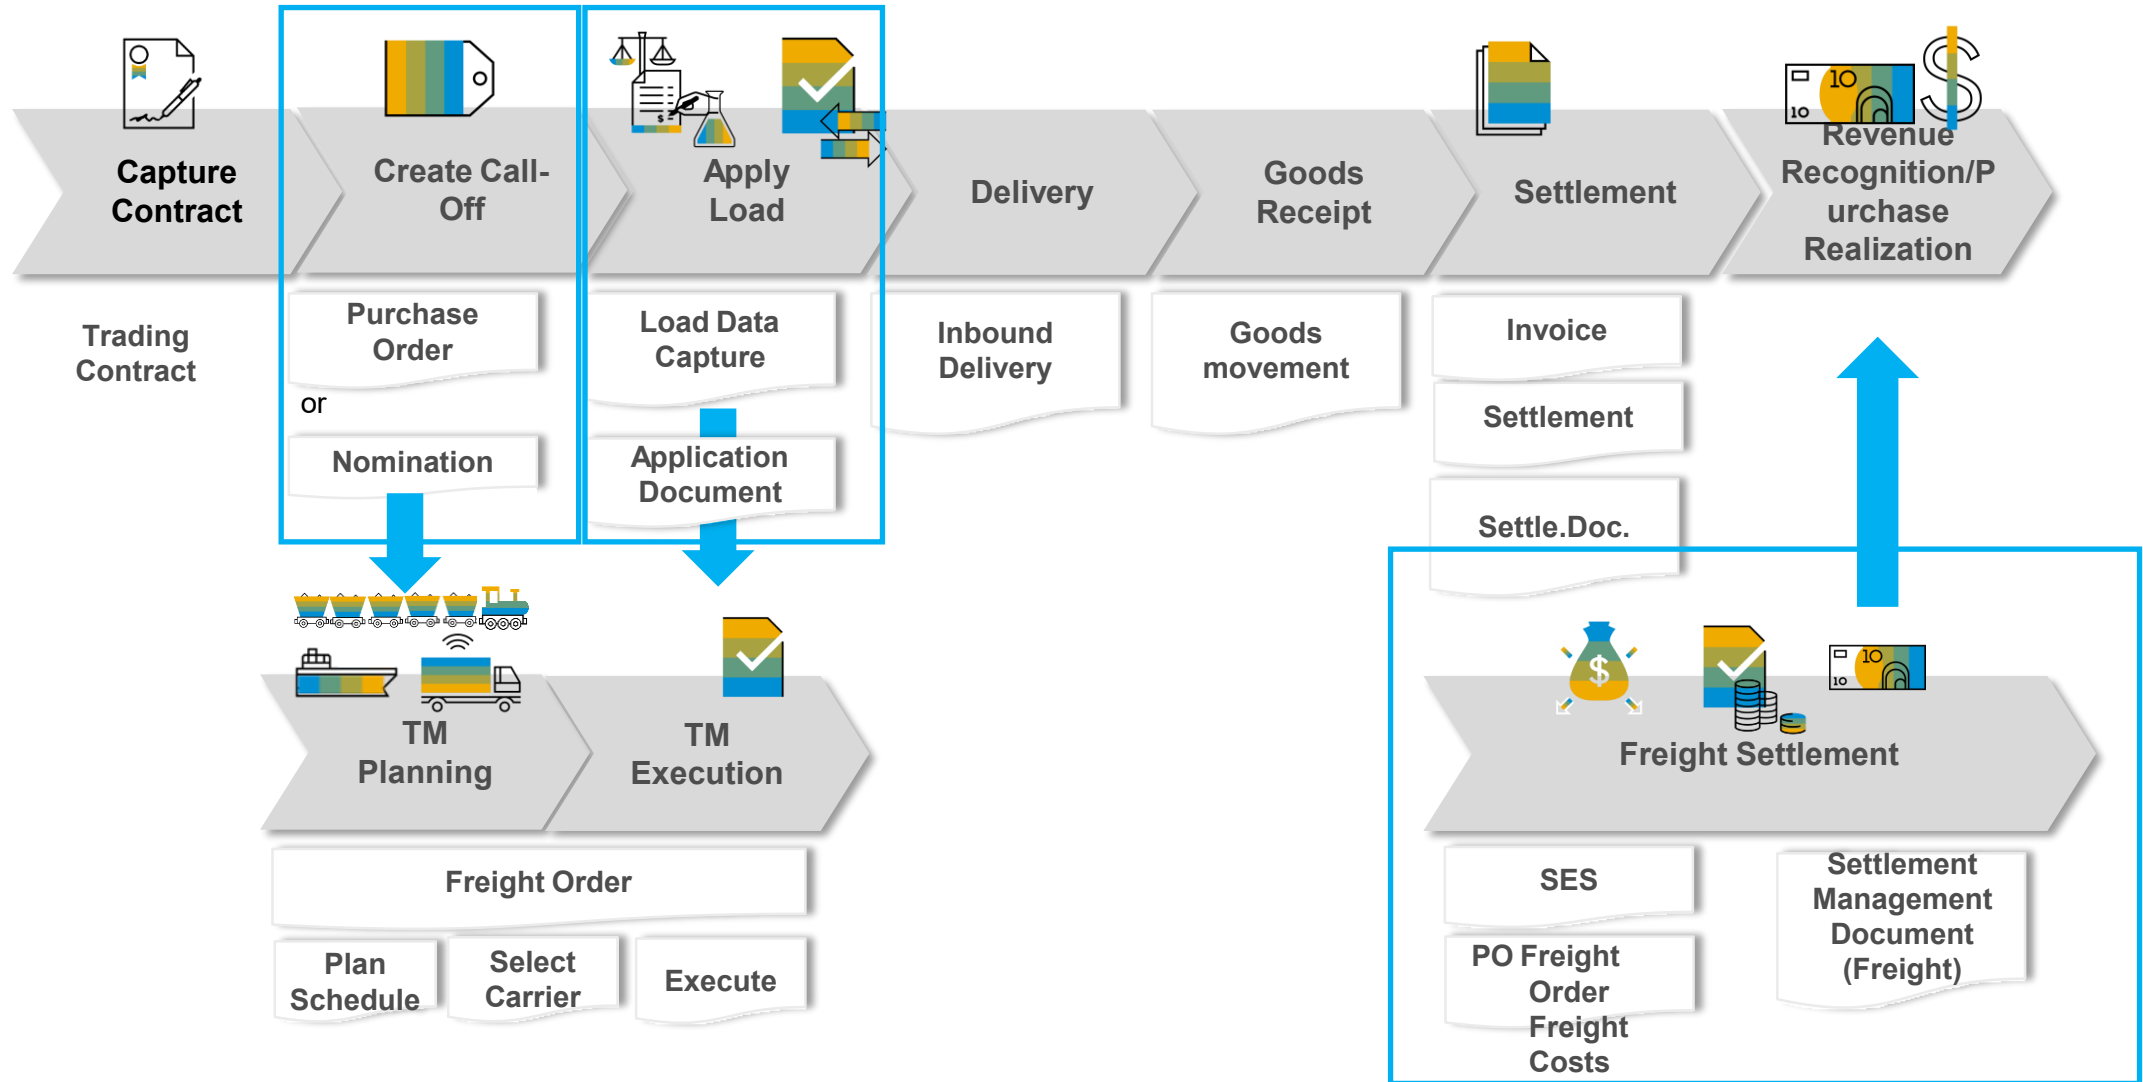 Capture
Contract
Create Call-
Off
Apply
Load
Delivery
Goods
Receipt
Settlement
Revenue
Recognition/P
urchase
Realization
10
10
$
$ –
Trading
Contract
Purchase
Order
or
Nomination
Load Data
Capture
Application
Document
Inbound
Delivery
Goods
movement
Invoice
Settlement
Settle.Doc.
TM
Planning
TM
Execution
$
10
10
Freight Settlement
Freight Order
Plan
Schedule
Select
Carrier
Execute
SES
PO Freight
Order
Freight
Costs
Settlement
Management
Document
(Freight)